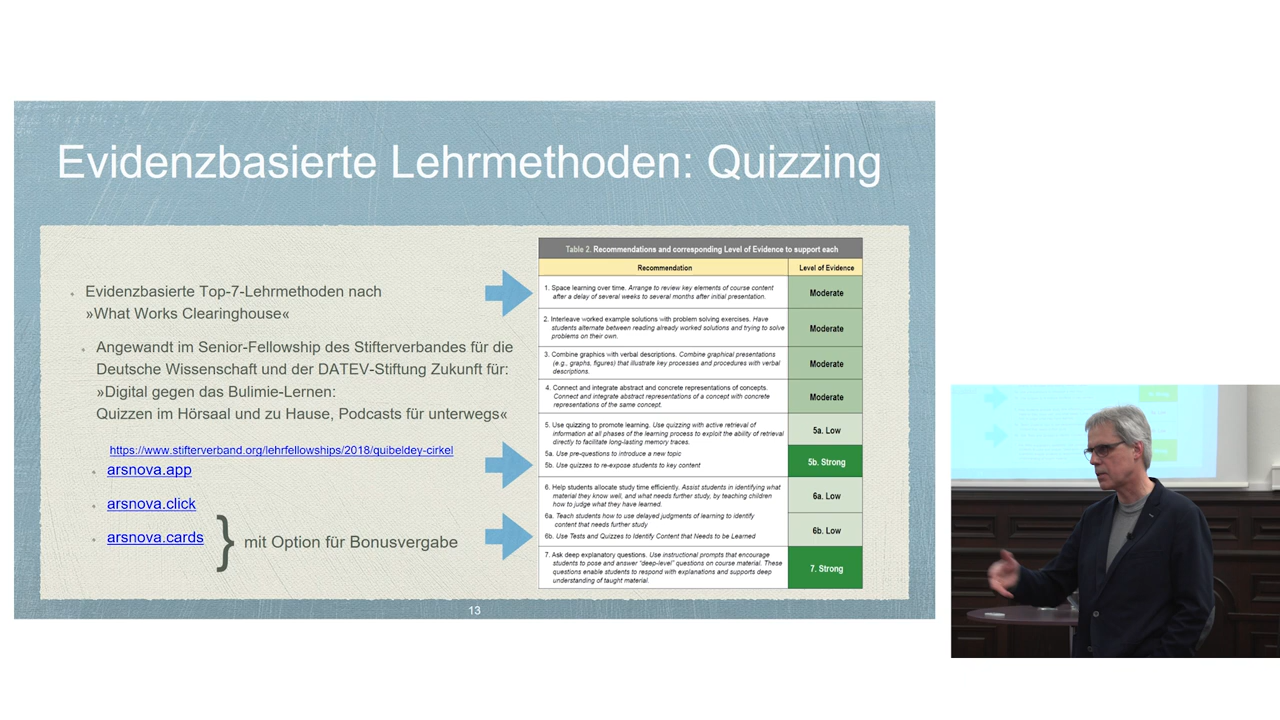 Evidenzbasierte Lehrmethoden: Quizzing
Evidenzbasierte Top-7-Lehrmethoden nach
»What Works Clearinghouse«
Angewandt im Senior-Fellowship des Stifterverbandes für die
Deutsche Wissenschaft und der DATEV-Stiftung Zukunft für:
»Digital gegen das Bulimie-Lernen:
Quizzen im Hörsaal und zu Hause, Podcasts für unterwegs«
https://www.stifterverband.org/lehrfellowships/2018/quibeldey-cirkel
arsnova.app
arsnova.click
arsnova.cards
} mit Option für Bonusvergabe
Table 2. Recommendations and corresponding Level of Evidence to support each
Recommendation Level of Evidence
1. Space learning over time. Arrange to review key elements of course content
after a delay of several weeks to several months after initial presentation.
Moderate
2. Interleave worked example solutions with problem solving exercises. Have
students alternate between reading already worked solutions and trying to solve
problems on their own.
Moderate
3. Combine graphics with verbal descriptions. Combine graphical presentations
(e.g., graphs, figures) that illustrate key processes and procedures with verbal
descriptions.
Moderate
4. Connect and integrate abstract and concrete representations of concepts.
Connect and integrate abstract representations of a concept with concrete
representations of the same concept.
Moderate
5. Use quizzing to promote learning. Use quizzing with active retrieval of
information at all phases of the learning process to exploit the ability of retrieval
directly to facilitate long-lasting memory traces.
5a. Low
5a. Use pre-questions to introduce a new topic
5b. Use quizzes to re-expose students to key content
5b. Strong
6. Help students allocate study time efficiently. Assist students in identifying what
material they know well, and what needs further study, by teaching children
how to judge what they have learned.
6a. Low
6a. Teach students how to use delayed judgments of learning to identify
content that needs further study
6b. Use Tests and Quizzes to Identify Content that Needs to be Learned
6b. Low
7. Ask deep explanatory questions. Use instructional prompts that encourage
students to pose and answer "deep-level" questions on course material. These
questions enable students to respond with explanations and supports deep
understanding of taught material.
7. Strong
13